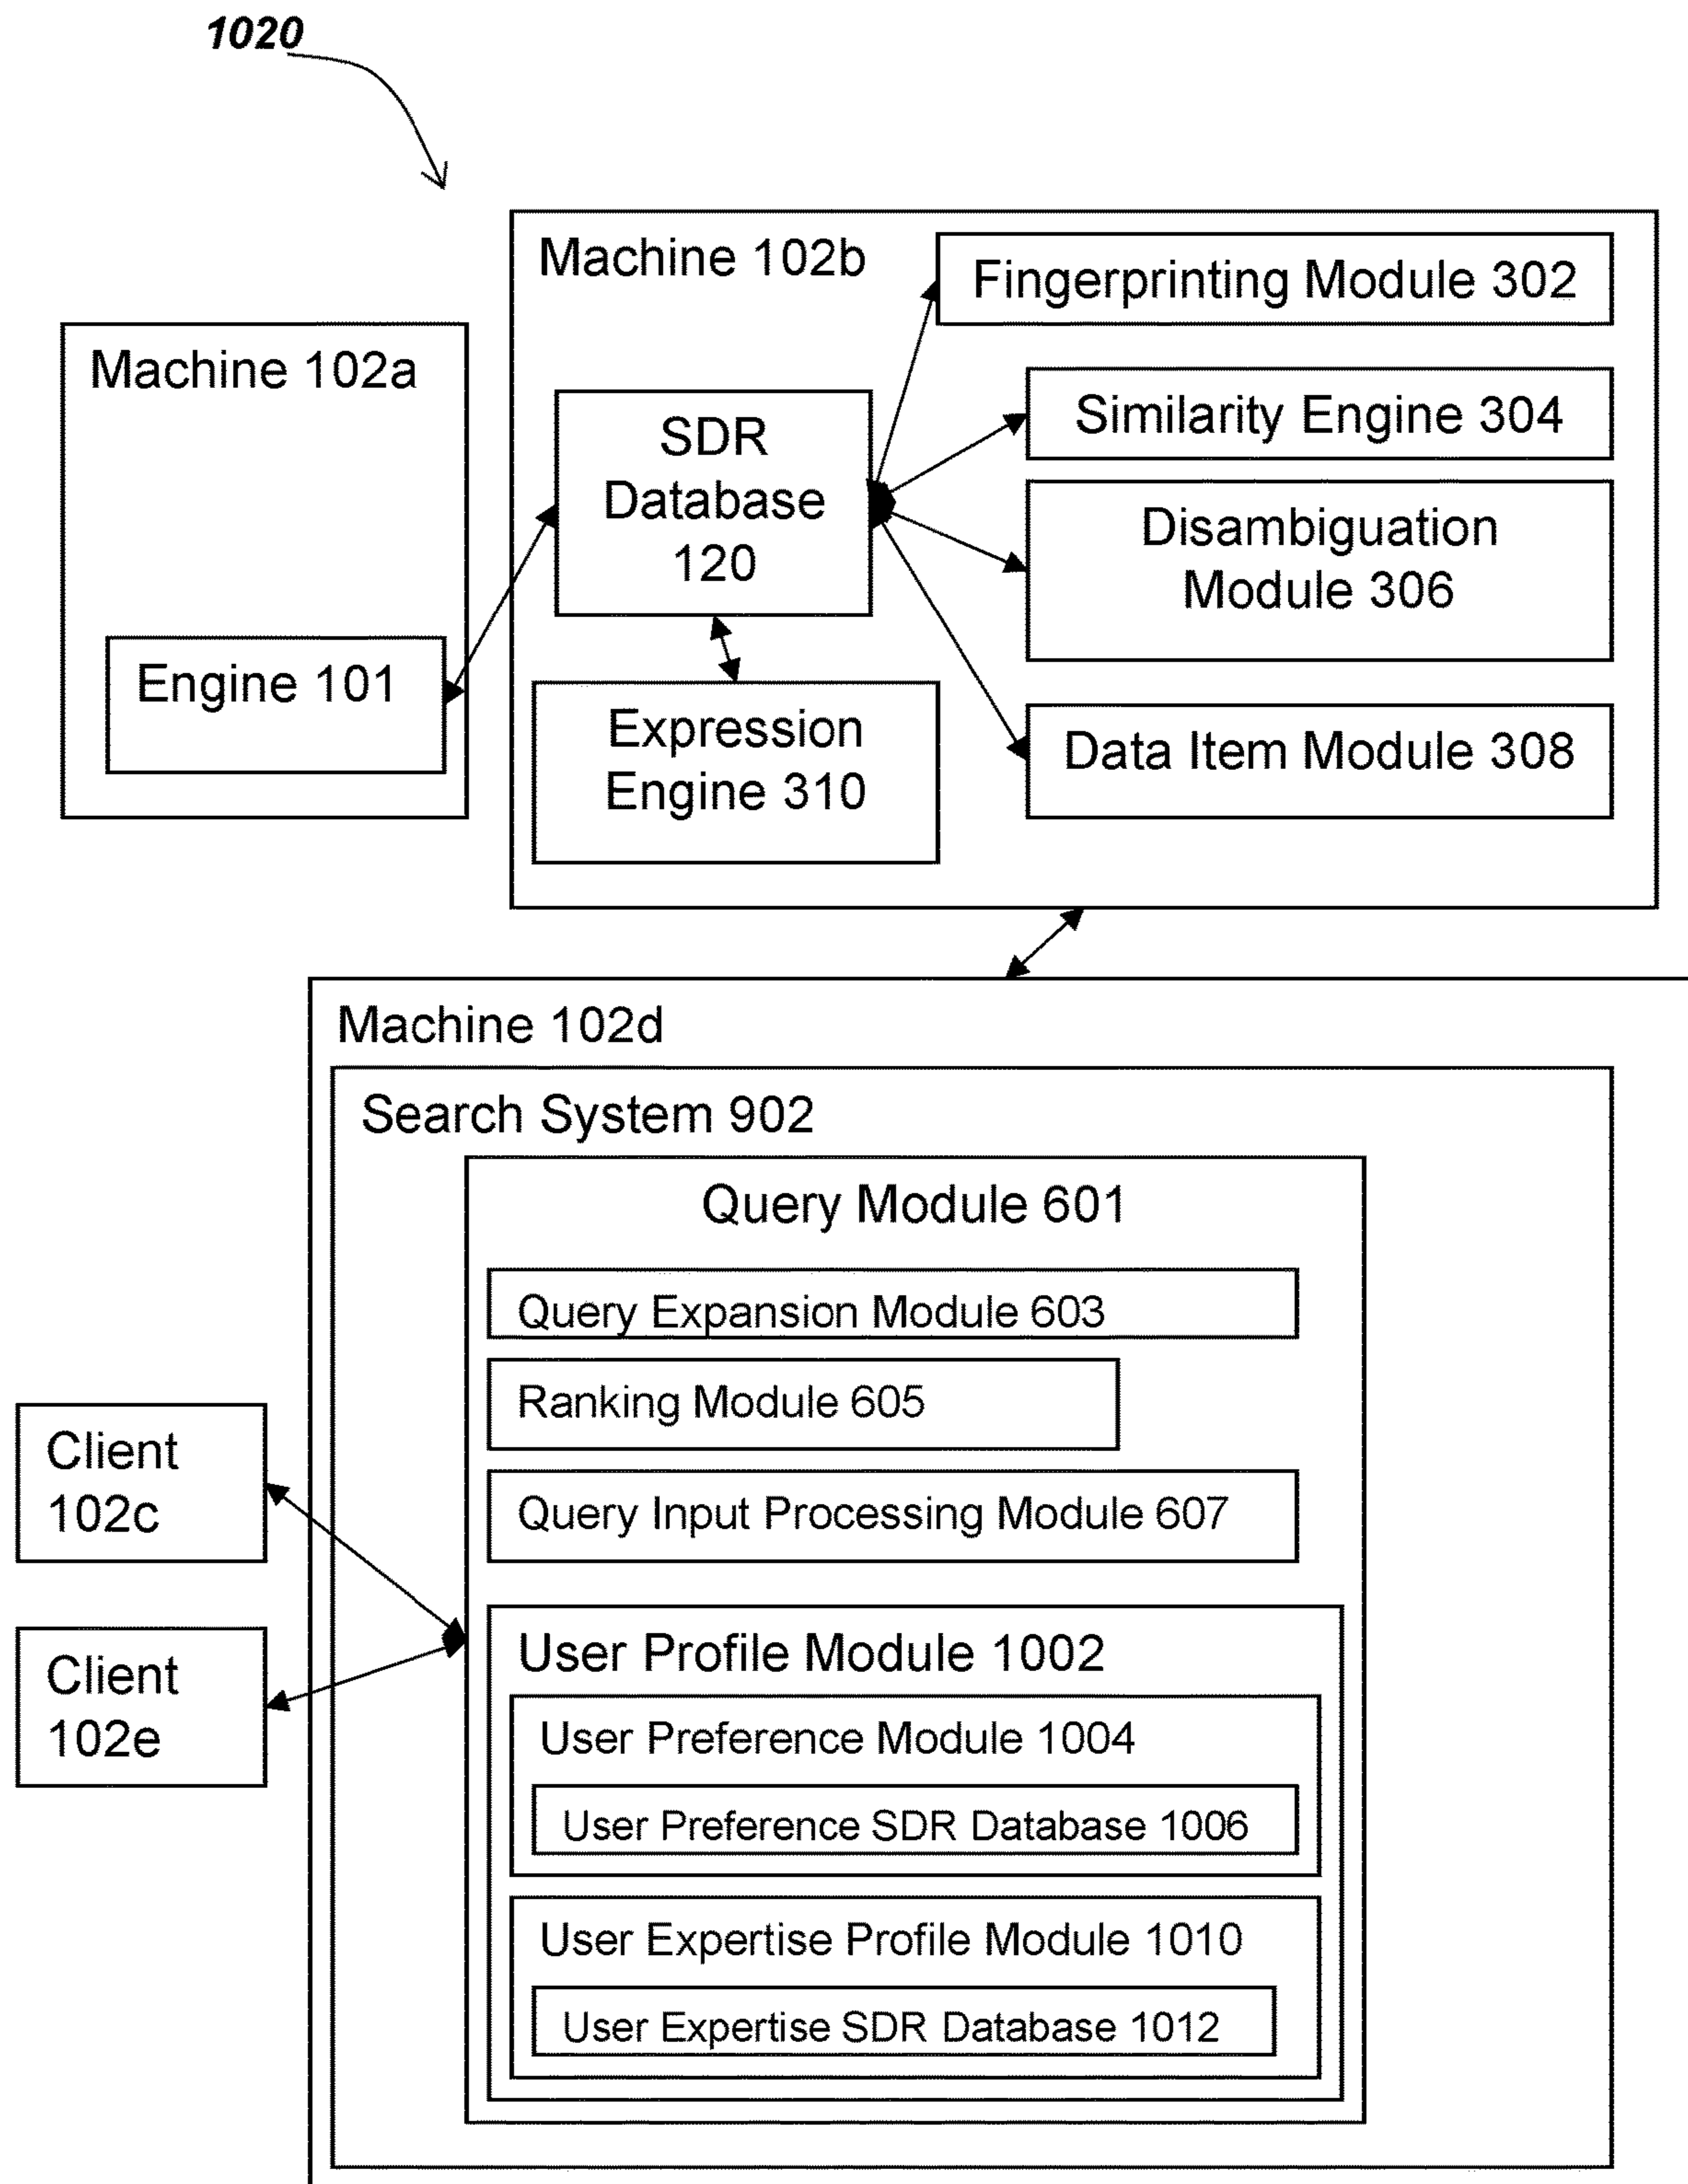 1020
Machine 102a
Engine 101
Machine 102b
SDR
Database
120
Expression
Engine 310
Fingerprinting Module 302
Similarity Engine 304
Disambiguation
Module 306
Data Item Module 308
Machine 102d
Search System 902
Query Module 601
Query Expansion Module 603
Ranking Module 605
Query Input Processing Module 607
Client
102c
Client
102e
User Profile Module 1002
User Preference Module 1004
User Preference SDR Database 1006
User Expertise Profile Module 1010
User Expertise SDR Database 1012